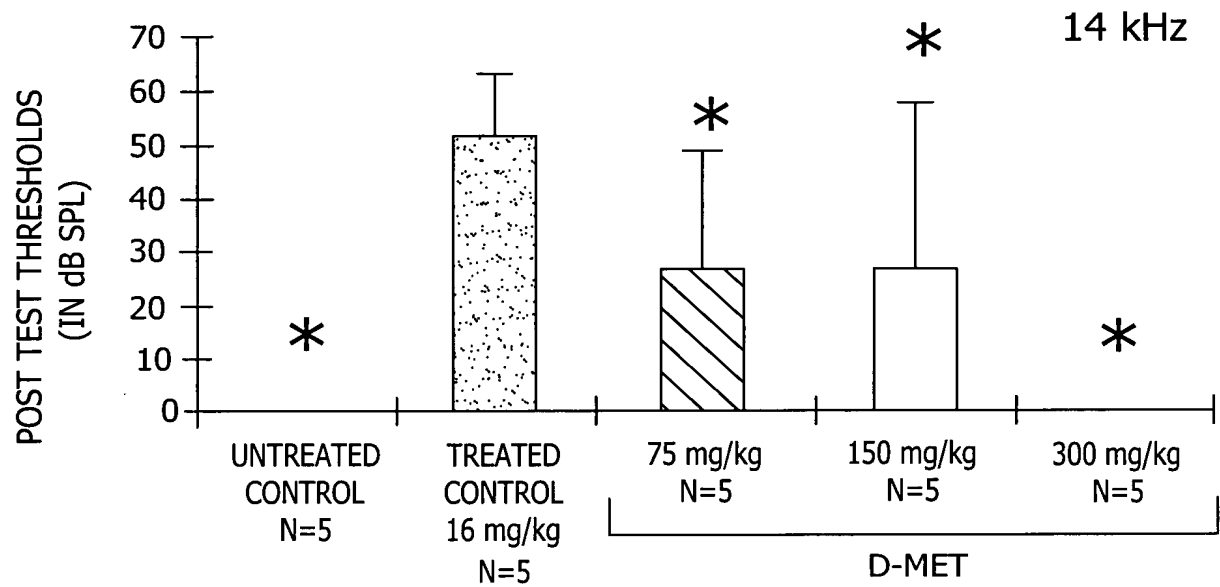 14 kHz
POST TEST THRESHOLDS
(IN dB SPL)
70
60
50
40
30
20
10
0
*
*
*
*
UNTREATED
CONTROL
N=5
TREATED
CONTROL
16 mg/kg
N=5
75 mg/kg
N=5
150 mg/kg
N=5
300 mg/kg
N=5
D-MET